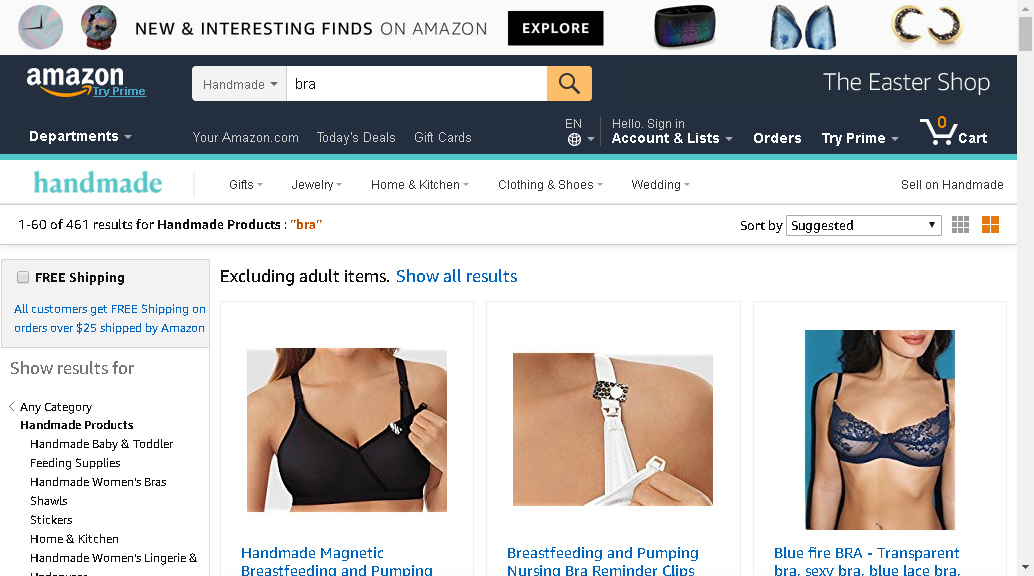 NEW & INTERESTING FINDS ON AMAZON EXPLORE
amazon
Try Prime
Handmade bra
The Easter Shop
Departments
Your Amazon.com Today's Deals Gift Cards
EN
Hello. Sign in
Account & Lists
Orders
Try Prime
0
Cart
handmade
Gifts Jewelry Home & Kitchen Clothing & Shoes Wedding Sell on Handmade
1-60 of 461 results for Handmade Products : "bra"
Sort by Suggested
FREE Shipping
All customers get FREE Shipping on
orders over $25 shipped by Amazon
Show results for
Any Category
Handmade Products
Handmade Baby & Toddler
Feeding Supplies
Handmade Women's Bras
Shawls
Stickers
Home & Kitchen
Handmade Women's Lingerie &
Underwear
Excluding adult items. Show all results
Handmade Magnetic
Breastfeeding and Pumping
Breastfeeding and Pumping
Nursing Bra Reminder Clips
Blue fire BRA - Transparent
bra, sexy bra, blue lace bra,